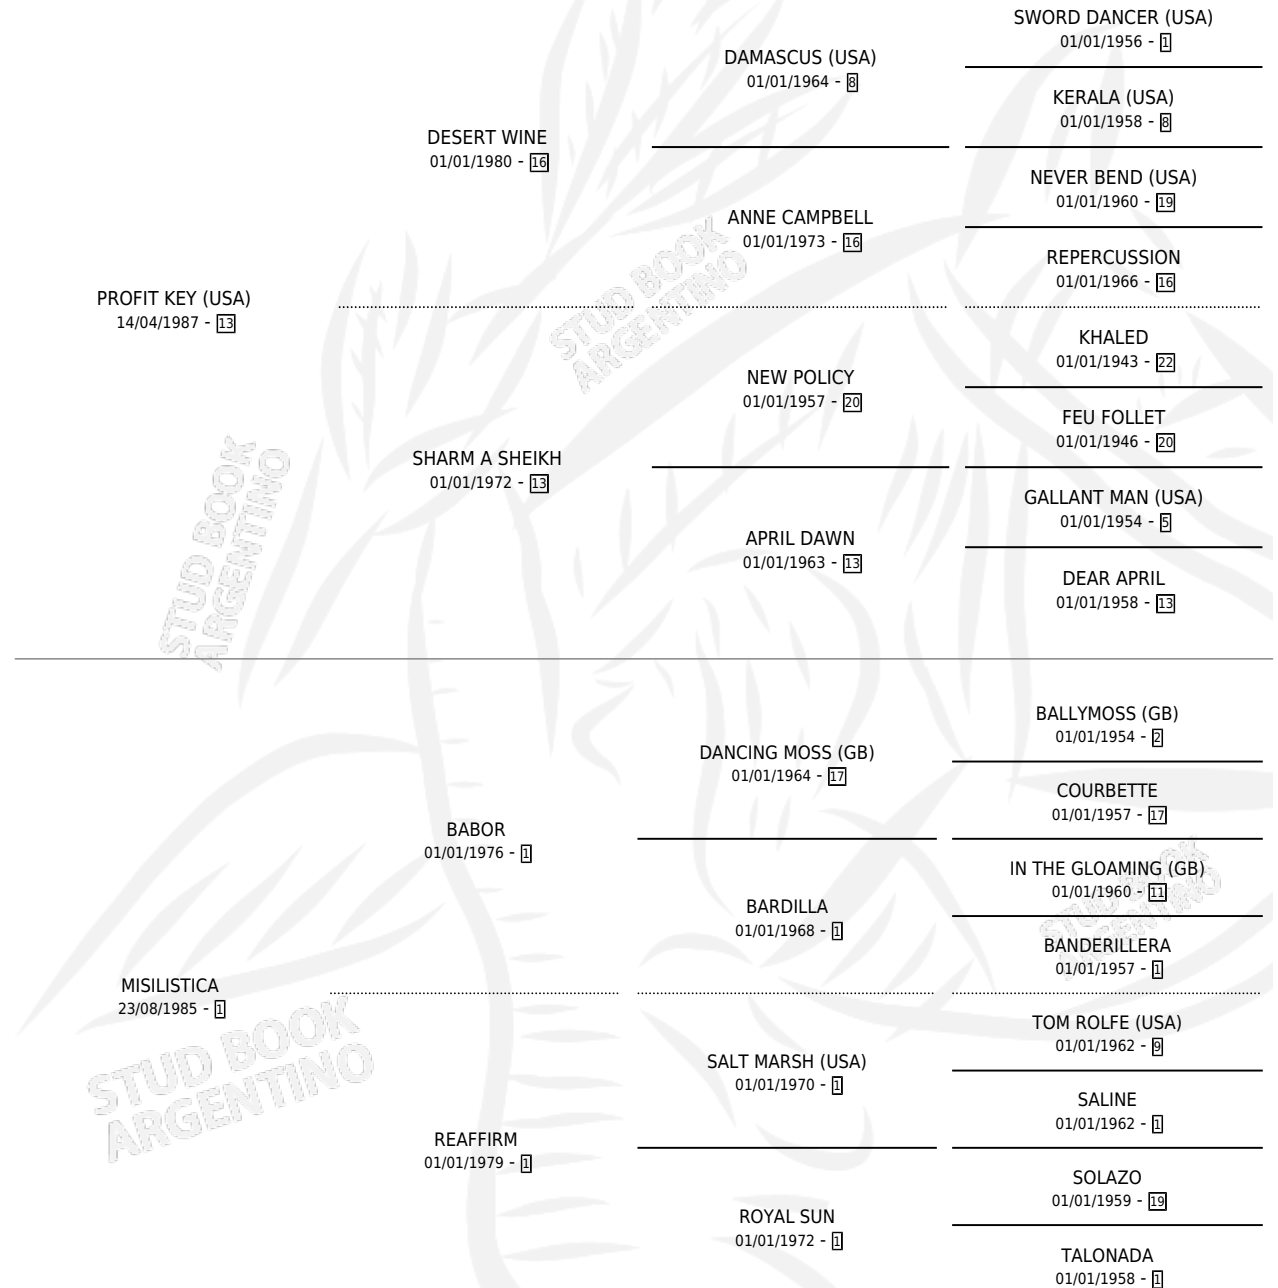 SWORD DANCER (USA)
01/01/1956 - 1
DAMASCUS (USA)
01/01/1964 - 8
KERALA (USA)
01/01/1958 - 8
DESERT WINE
01/01/1980 - 16
NEVER BEND (USA)
01/01/1960 - 19
ANNE CAMPBELL
01/01/1973 - 16
REPERCUSSION
01/01/1966 - 16
PROFIT KEY (USA)
14/04/1987 - 13
KHALED
01/01/1943 - 22
NEW POLICY
01/01/1957 - 20
FEU FOLLET
01/01/1946 - 20
SHARM A SHEIKH
01/01/1972 - 13
GALLANT MAN (USA)
01/01/1954 - 5
APRIL DAWN
01/01/1963 - 13
DEAR APRIL
01/01/1958 - 13
STUD BOOK
ARGENTINO
STUD BOOK
ARGENTINO
BALLYMOSS (GB)
01/01/1954 - 2
DANCING MOSS (GB)
01/01/1964 - 17
COURBETTE
01/01/1957 - 17
BABOR
01/01/1976 - 1
IN THE GLOAMING (GB)
01/01/1960 - 11
BARDILLA
01/01/1968 - 1
BANDERILLERA
01/01/1957 - 1
MISILISTICA
23/08/1985 - 1
TOM ROLFE (USA)
01/01/1962 - 9
SALT MARSH (USA)
01/01/1970 - 1
SALINE
01/01/1962 - 1
REAFFIRM
01/01/1979 - 1
SOLAZO
01/01/1959 - 19
ROYAL SUN
01/01/1972 - 1
TALONADA
01/01/1958 - 1
STUD BOOK
ARGENTINO
STUD BOOK
ARGENTINO